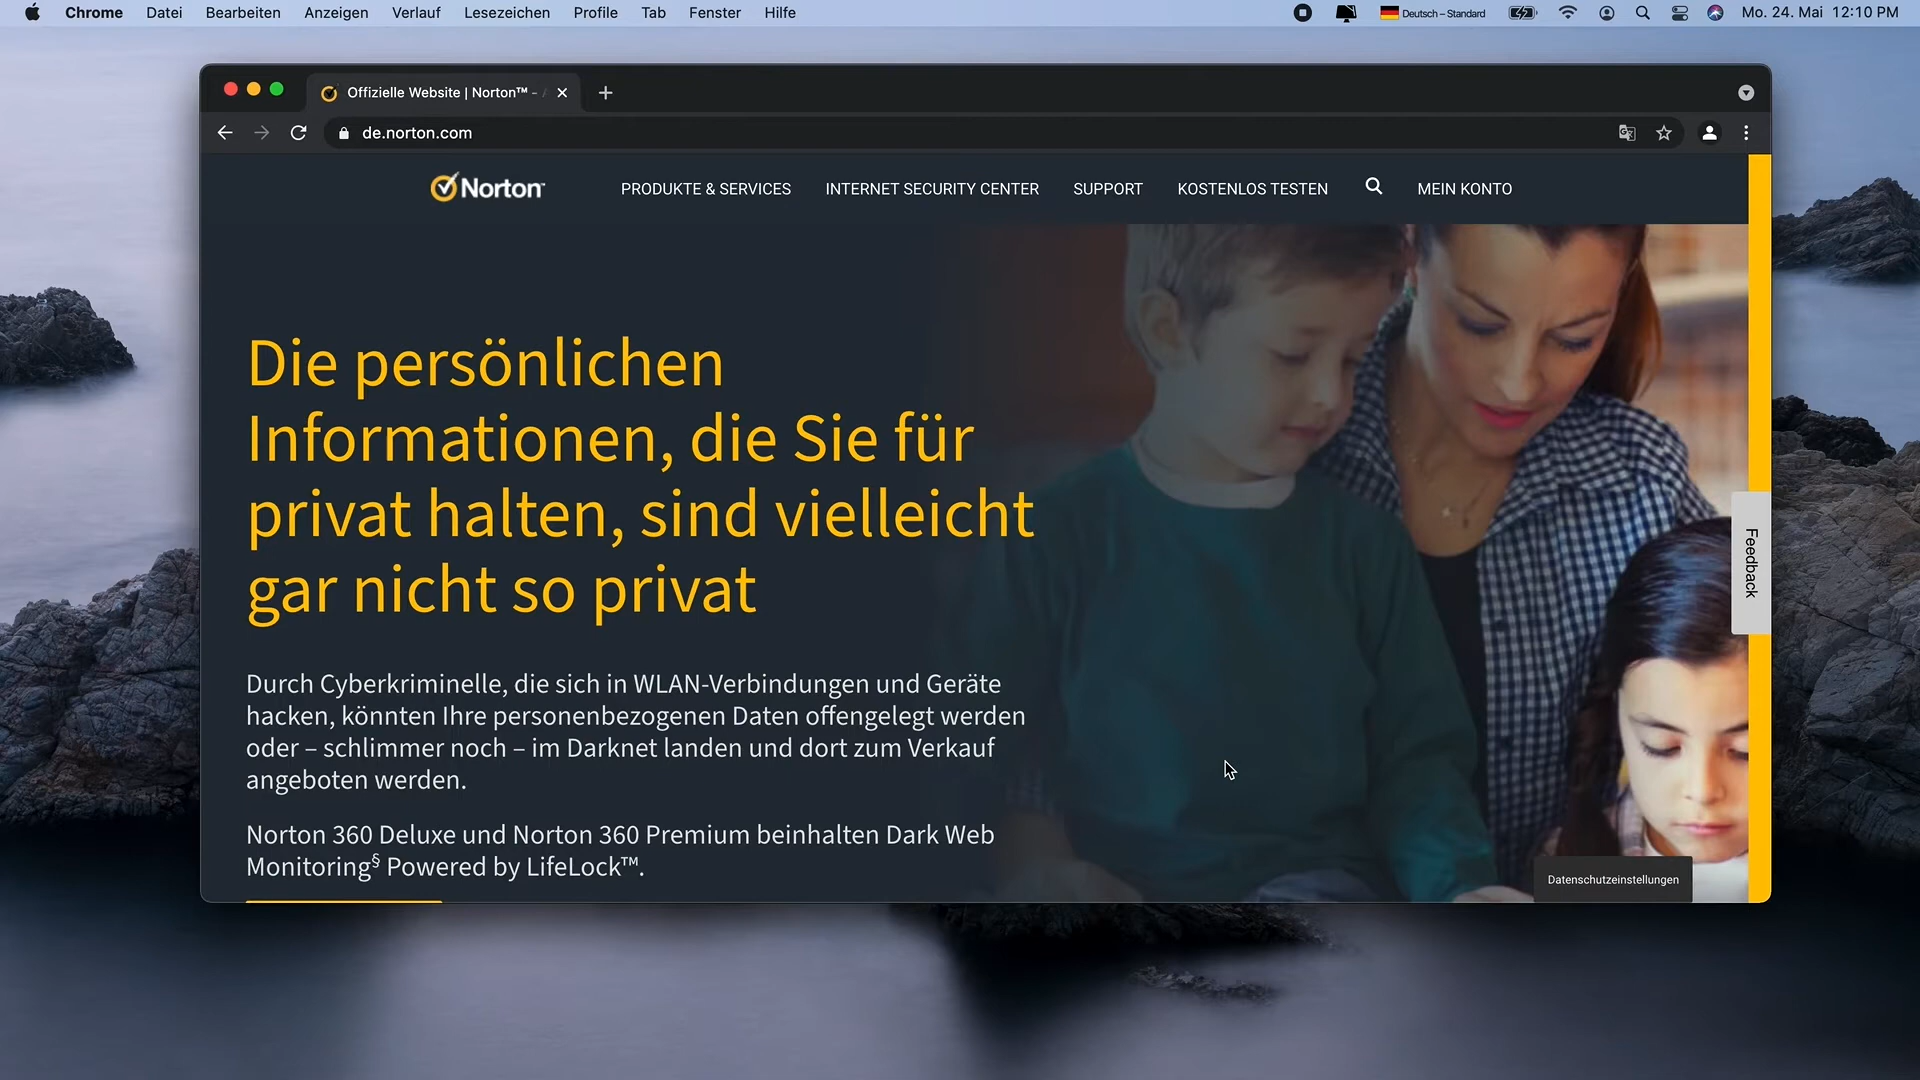 Chrome Datei Bearbeiten Anzeigen Verlauf Lesezeichen Profile Tab Fenster Hilfe Deutsch – Standard Mo. 24. Mai 12:10 PM
Offizielle Website | Norton™ -
de.norton.com
Norton PRODUKTE & SERVICES INTERNET SECURITY CENTER SUPPORT KOSTENLOS TESTEN MEIN KONTO
Die persönlichen
Informationen, die Sie für
privat halten, sind vielleicht
gar nicht so privat
Feedback
Durch Cyberkriminelle, die sich in WLAN-Verbindungen und Geräte
hacken, könnten Ihre personenbezogenen Daten offengelegt werden
oder – schlimmer noch – im Darknet landen und dort zum Verkauf
angeboten werden.
Norton 360 Deluxe und Norton 360 Premium beinhalten Dark Web
Monitoring§ Powered by LifeLock™.
Datenschutzeinstellungen